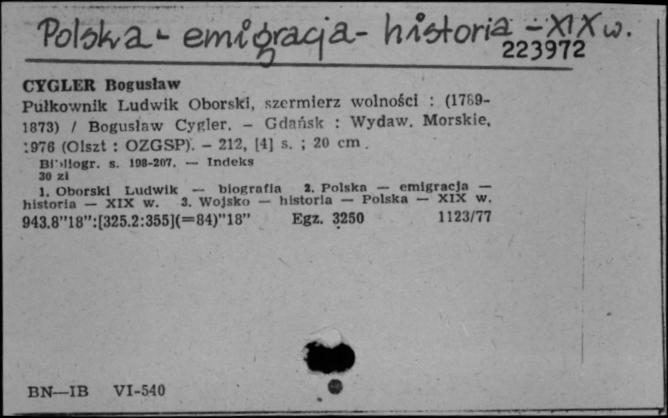 Polska - emigracja - historia - XIX w.
223972
CYGLER Bogusław
Pułkownik Ludwik Oborski, szermierz wolności : (1789-
1873) / Bogusław Cygler. - Gdańsk : Wydaw. Morskie,
1976 (Olszt : OZGSP). - 212, [4] s. ; 20 cm.
Bibliogr. s. 198-207. — Indeks
30 zł
1. Oborski Ludwik — biografia 2. Polska — emigracja —
historia — XIX w. 3. Wojsko — historia — Polska — XIX w.
943.8"18":[325.2:355](=84)"18" Egz. 3250 1123/77
BN—IB VI-540